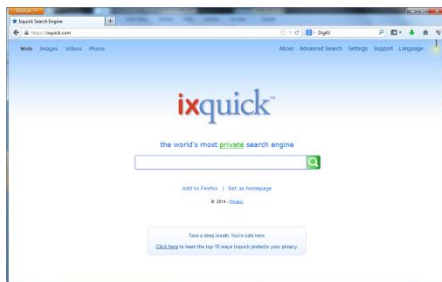 Ixquick Search Engine
https://ixquick.com
Web Images Videos Phone
About Advanced Search Settings Support Language
ixquick™
the world's most private search engine
Add to Firefox | Set as homepage
© 2014 - Privacy
Take a deep breath. You're safe here.
Click here to learn the top 10 ways Ixquick protects your privacy.